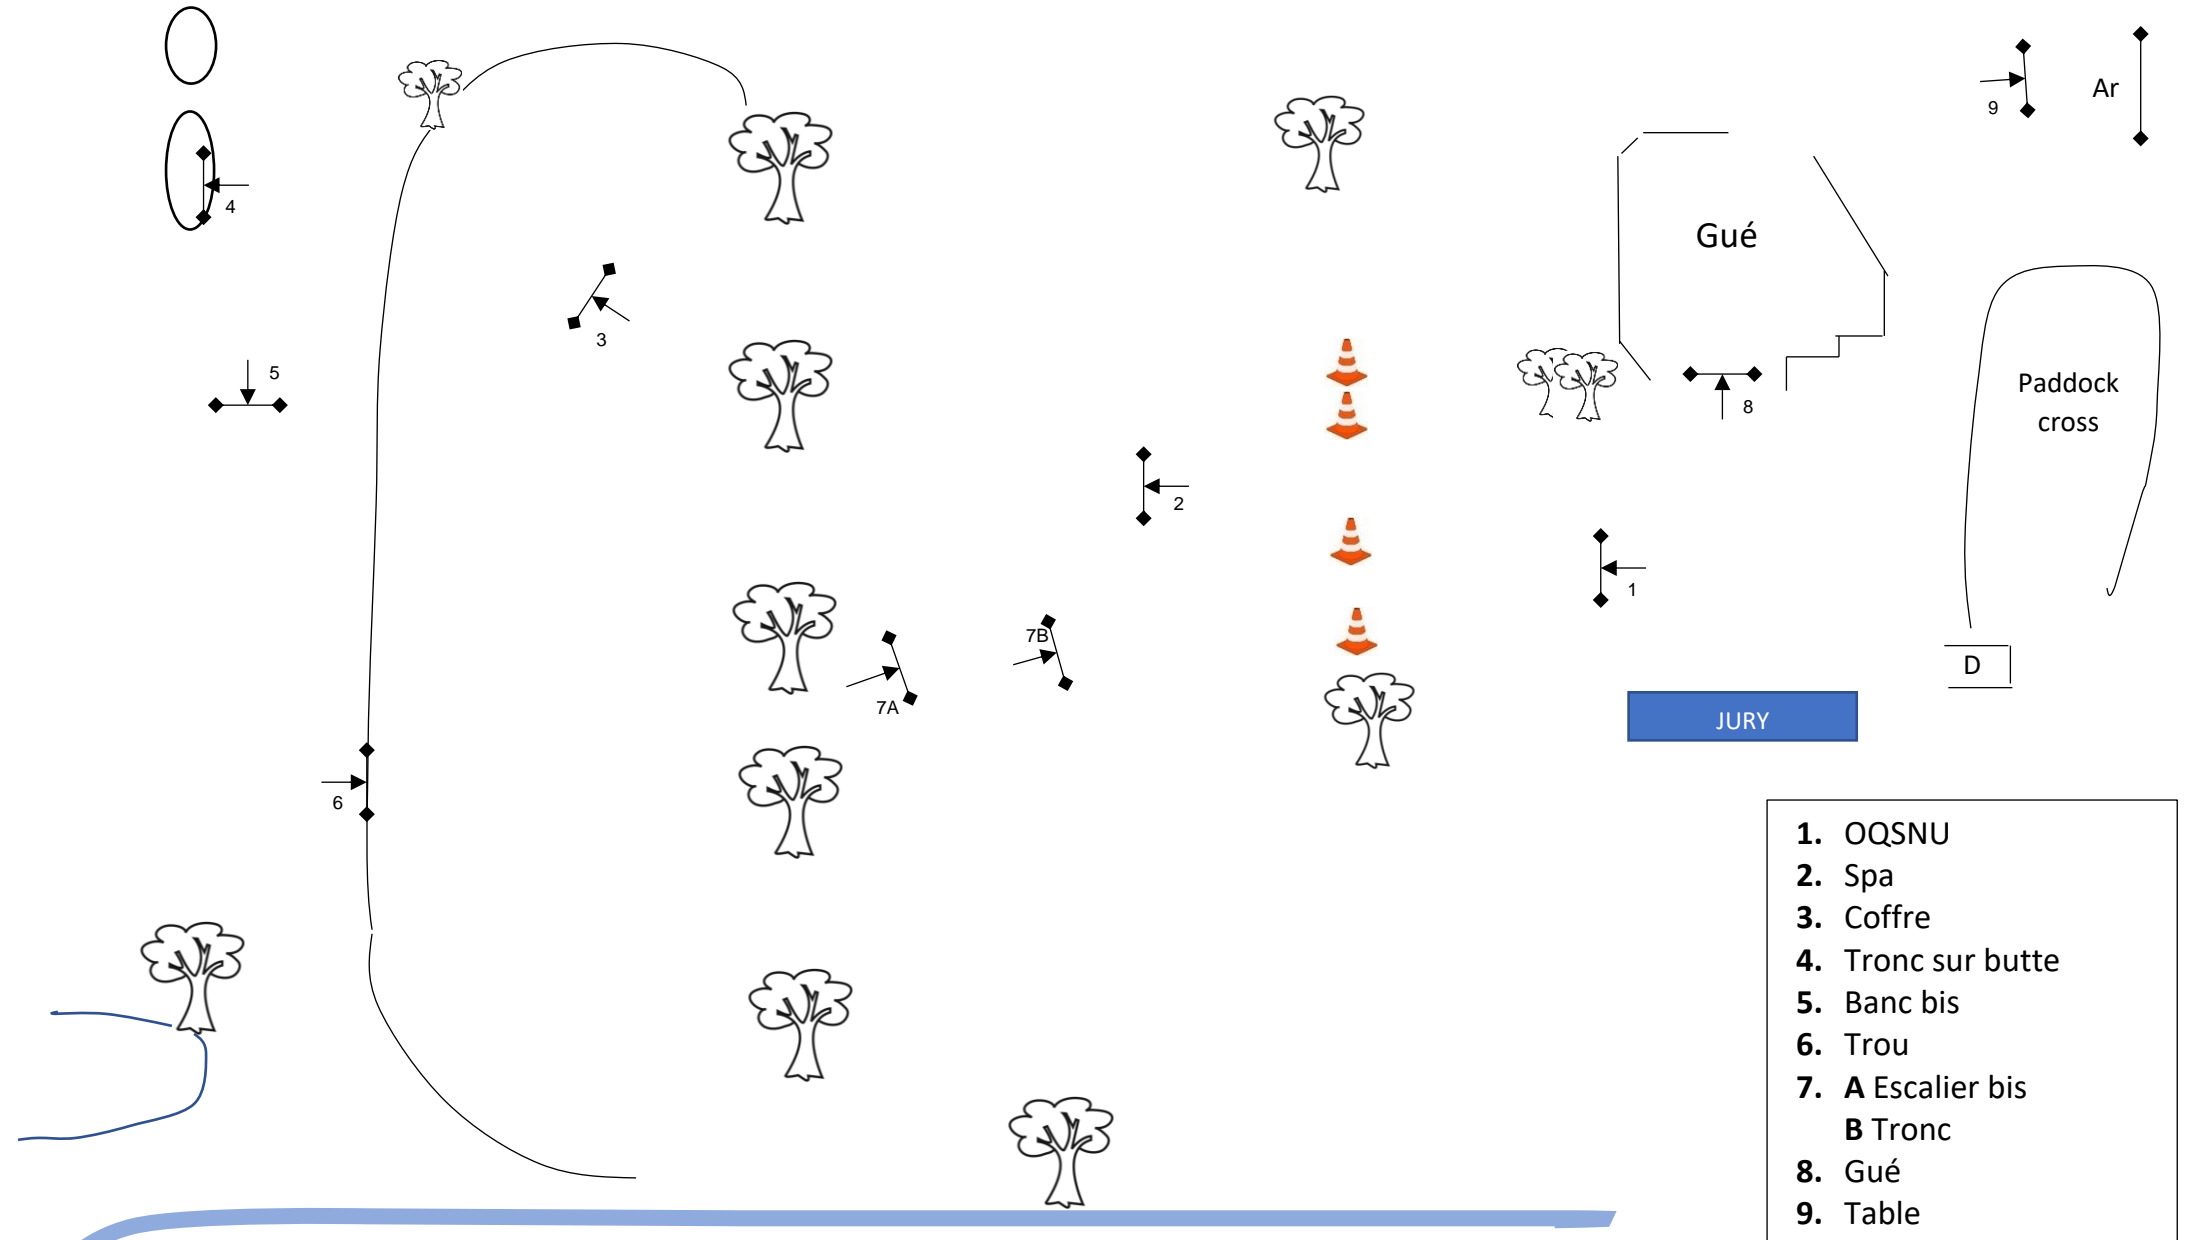 Ar
9
4
Gué
3
5
Paddock
cross
8
2
1
7B
D
7A
JURY
6
1. OQSNU
2. Spa
3. Coffre
4. Tronc sur butte
5. Banc bis
6. Trou
7. A Escalier bis
B Tronc
8. Gué
9. Table